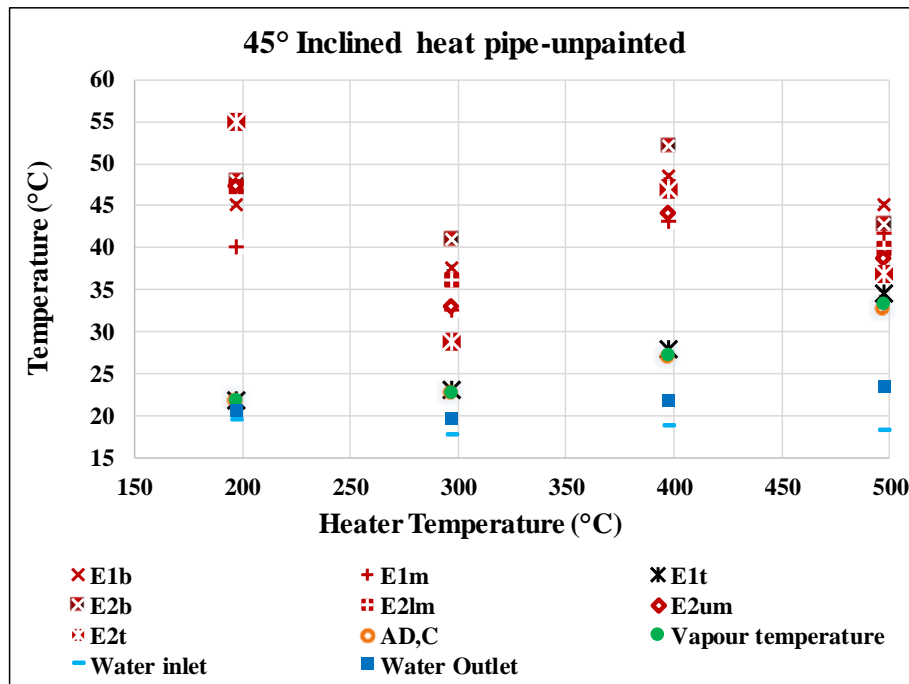 45° Inclined heat pipe-unpainted
60
55
50
45
40
35
30
25
20
15
Temperature (°C)
150 200 250 300 350 400 450 500
Heater Temperature (°C)
E1b E1m E1t
E2b E2lm E2um
E2t AD,C Vapour temperature
Water inlet Water Outlet